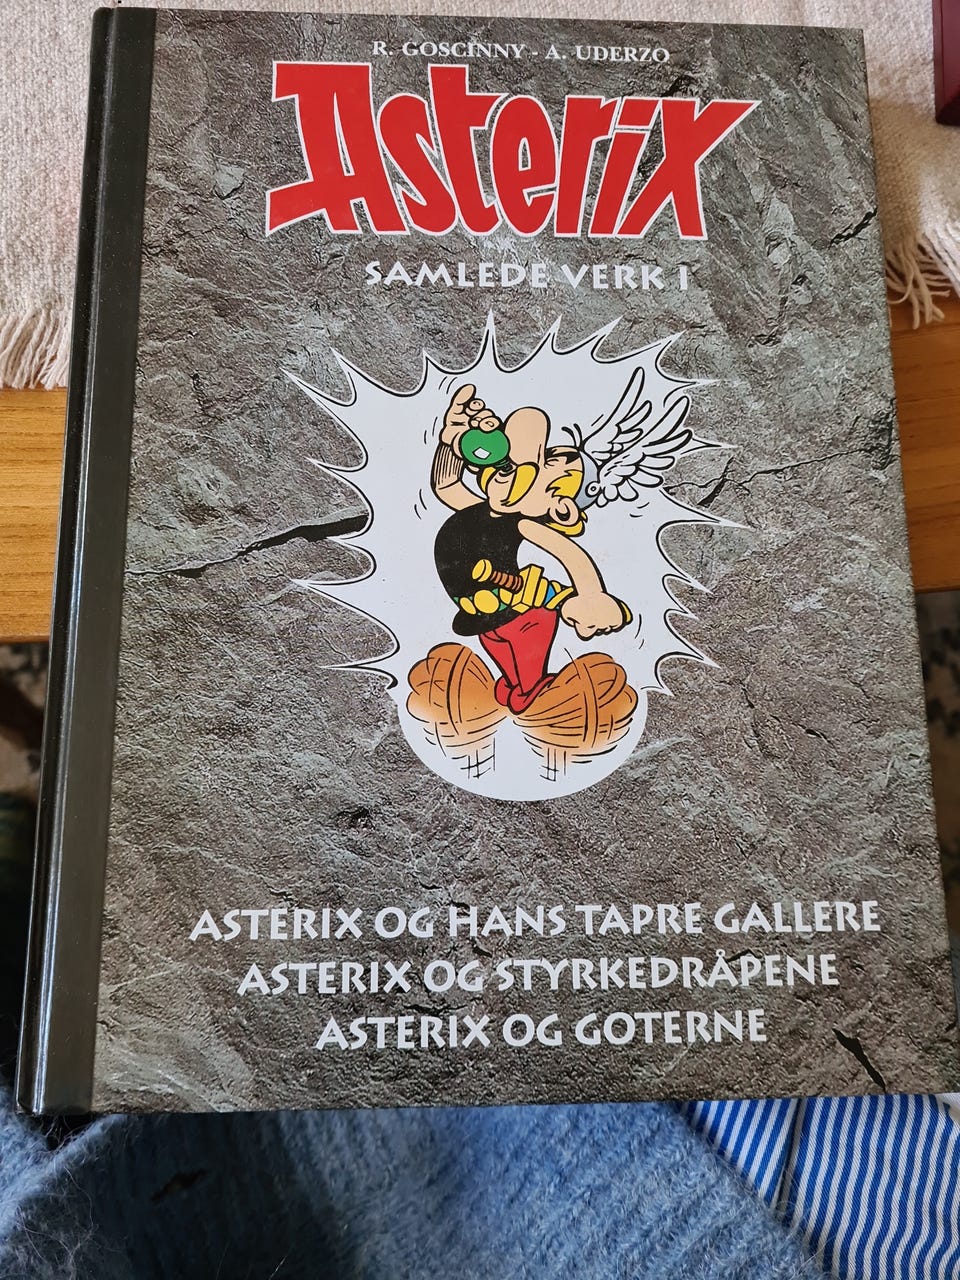 R. GOSCINNY - A. UDERZO
Asterix
SAMLEDE VERK I
ASTERIX OG HANS TAPRE GALLERE
ASTERIX OG STYRKEDRÅPENE
ASTERIX OG GOTERNE